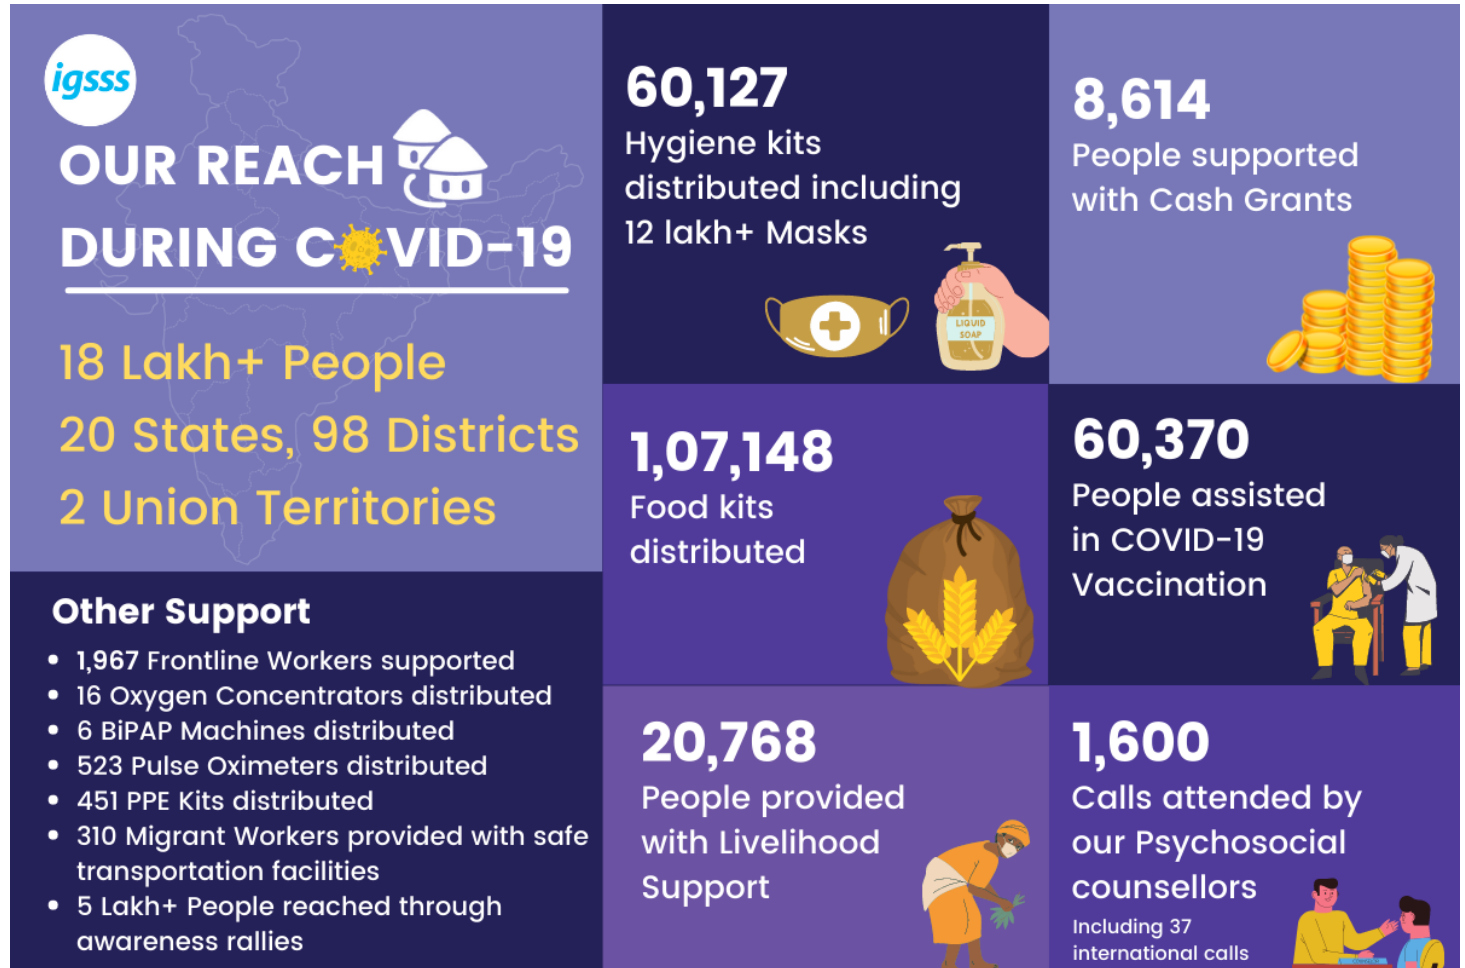 igsss
OUR REACH
DURING COVID-19
18 Lakh+ People
20 States, 98 Districts
2 Union Territories
Other Support
• 1,967 Frontline Workers supported
• 16 Oxygen Concentrators distributed
• 6 BiPAP Machines distributed
• 523 Pulse Oximeters distributed
• 451 PPE Kits distributed
• 310 Migrant Workers provided with safe
transportation facilities
• 5 Lakh+ People reached through
awareness rallies
60,127
Hygiene kits
distributed including
12 lakh+ Masks
LIQUID
SOAP
8,614
People supported
with Cash Grants
1,07,148
Food kits
distributed
60,370
People assisted
in COVID-19
Vaccination
20,768
People provided
with Livelihood
Support
1,600
Calls attended by
our Psychosocial
counsellors
Including 37
international calls